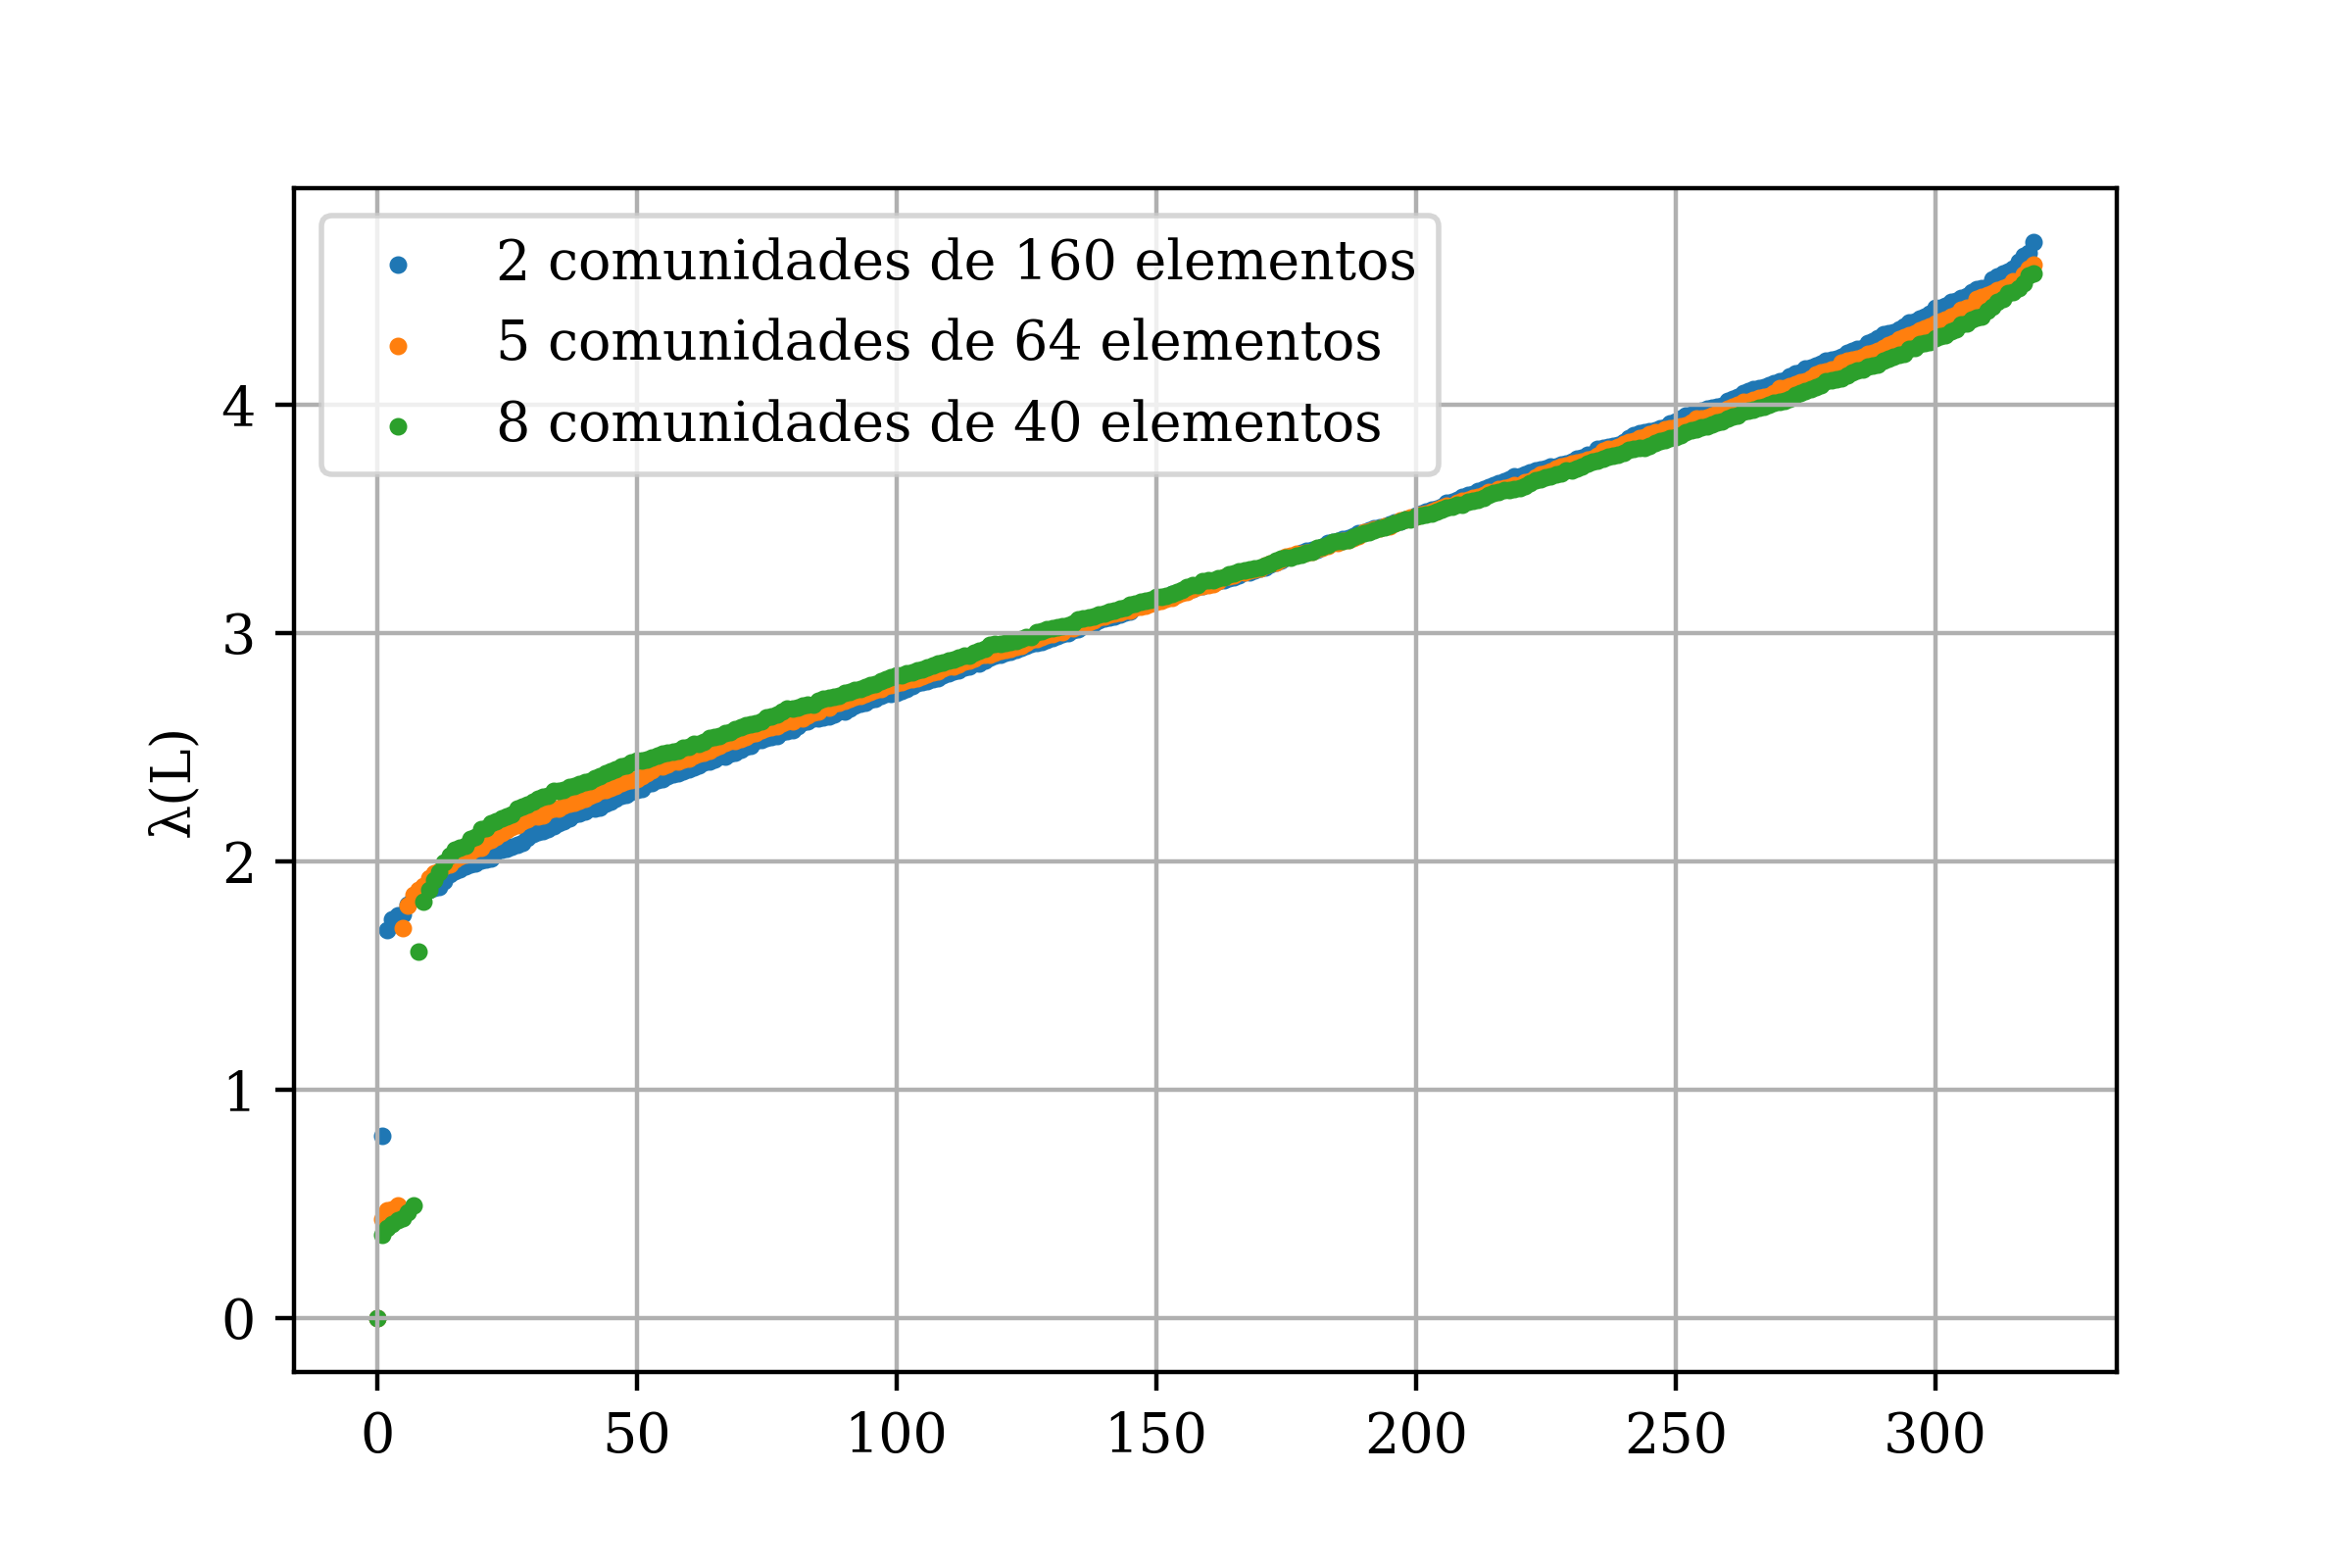 2 comunidades de 160 elementos
5 comunidades de 64 elementos
8 comunidades de 40 elementos
4
3
2
1
0
λ(L)
0 50 100 150 200 250 300